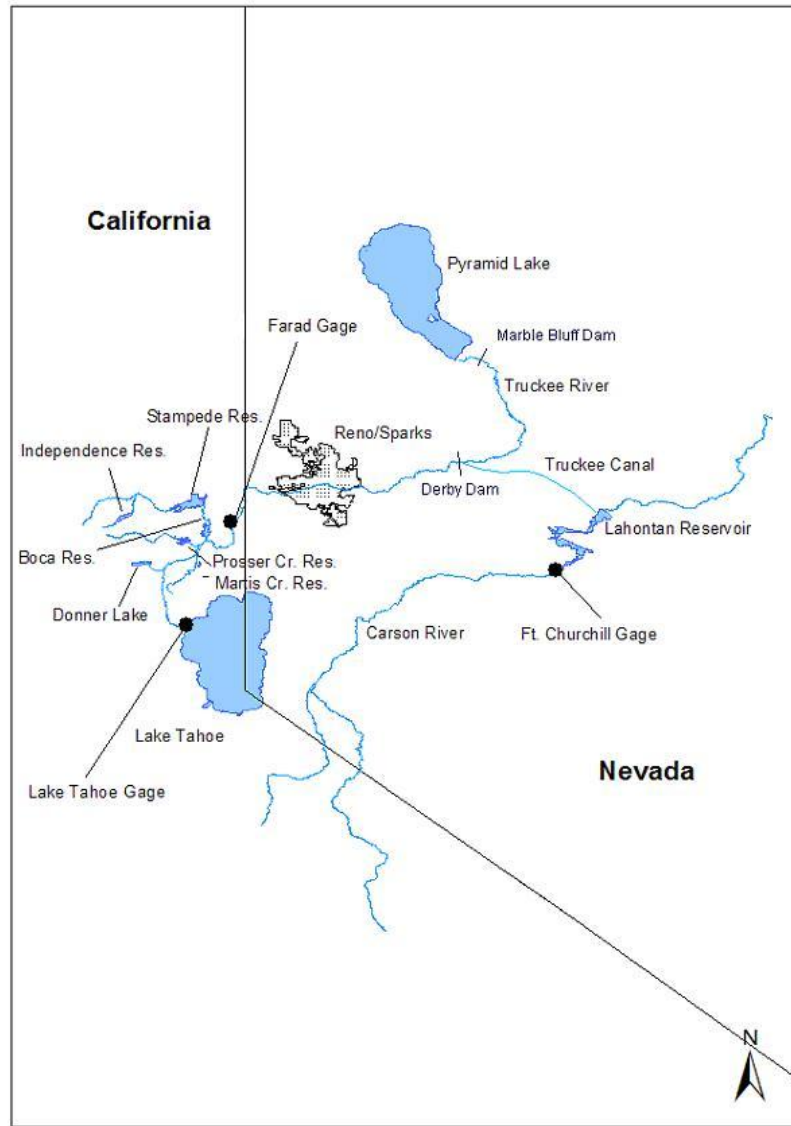 California
Pyramid Lake
Farad Gage
Marble Bluff Dam
Truckee River
Stampede Res.
Reno/Sparks
Independence Res.
Truckee Canal
Derby Dam
Lahontan Reservoir
Boca Res.
Prosser Cr. Res.
Martis Cr. Res.
Donner Lake
Carson River
Ft. Churchill Gage
Lake Tahoe
Nevada
Lake Tahoe Gage
N